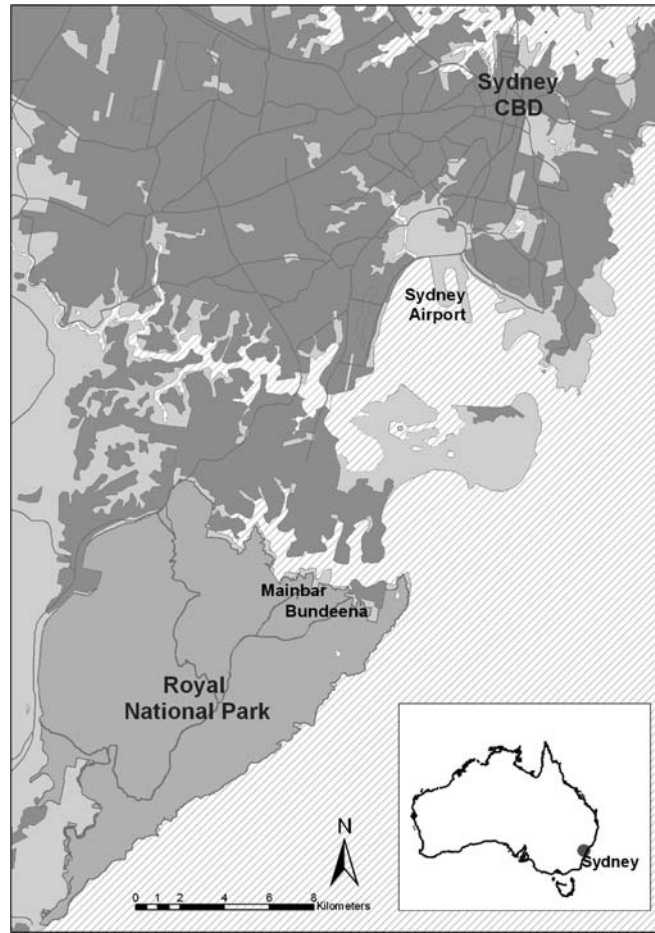 Sydney
CBD
Sydney
Airport
Mainbar
Bundeena
Royal
National Park
N
0 1 2 4 6 8
Kilometers
Sydney